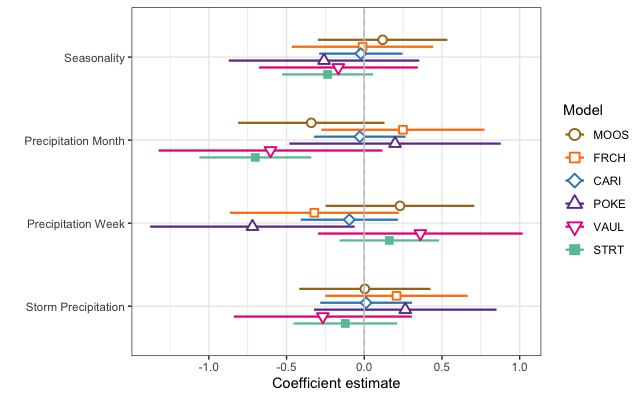 Seasonality
Precipitation Month
Precipitation Week
Storm Precipitation
-1.0
-0.5
0.0
0.5
1.0
Coefficient estimate
Model
MOOS
FRCH
CARI
POKE
VAUL
STRT